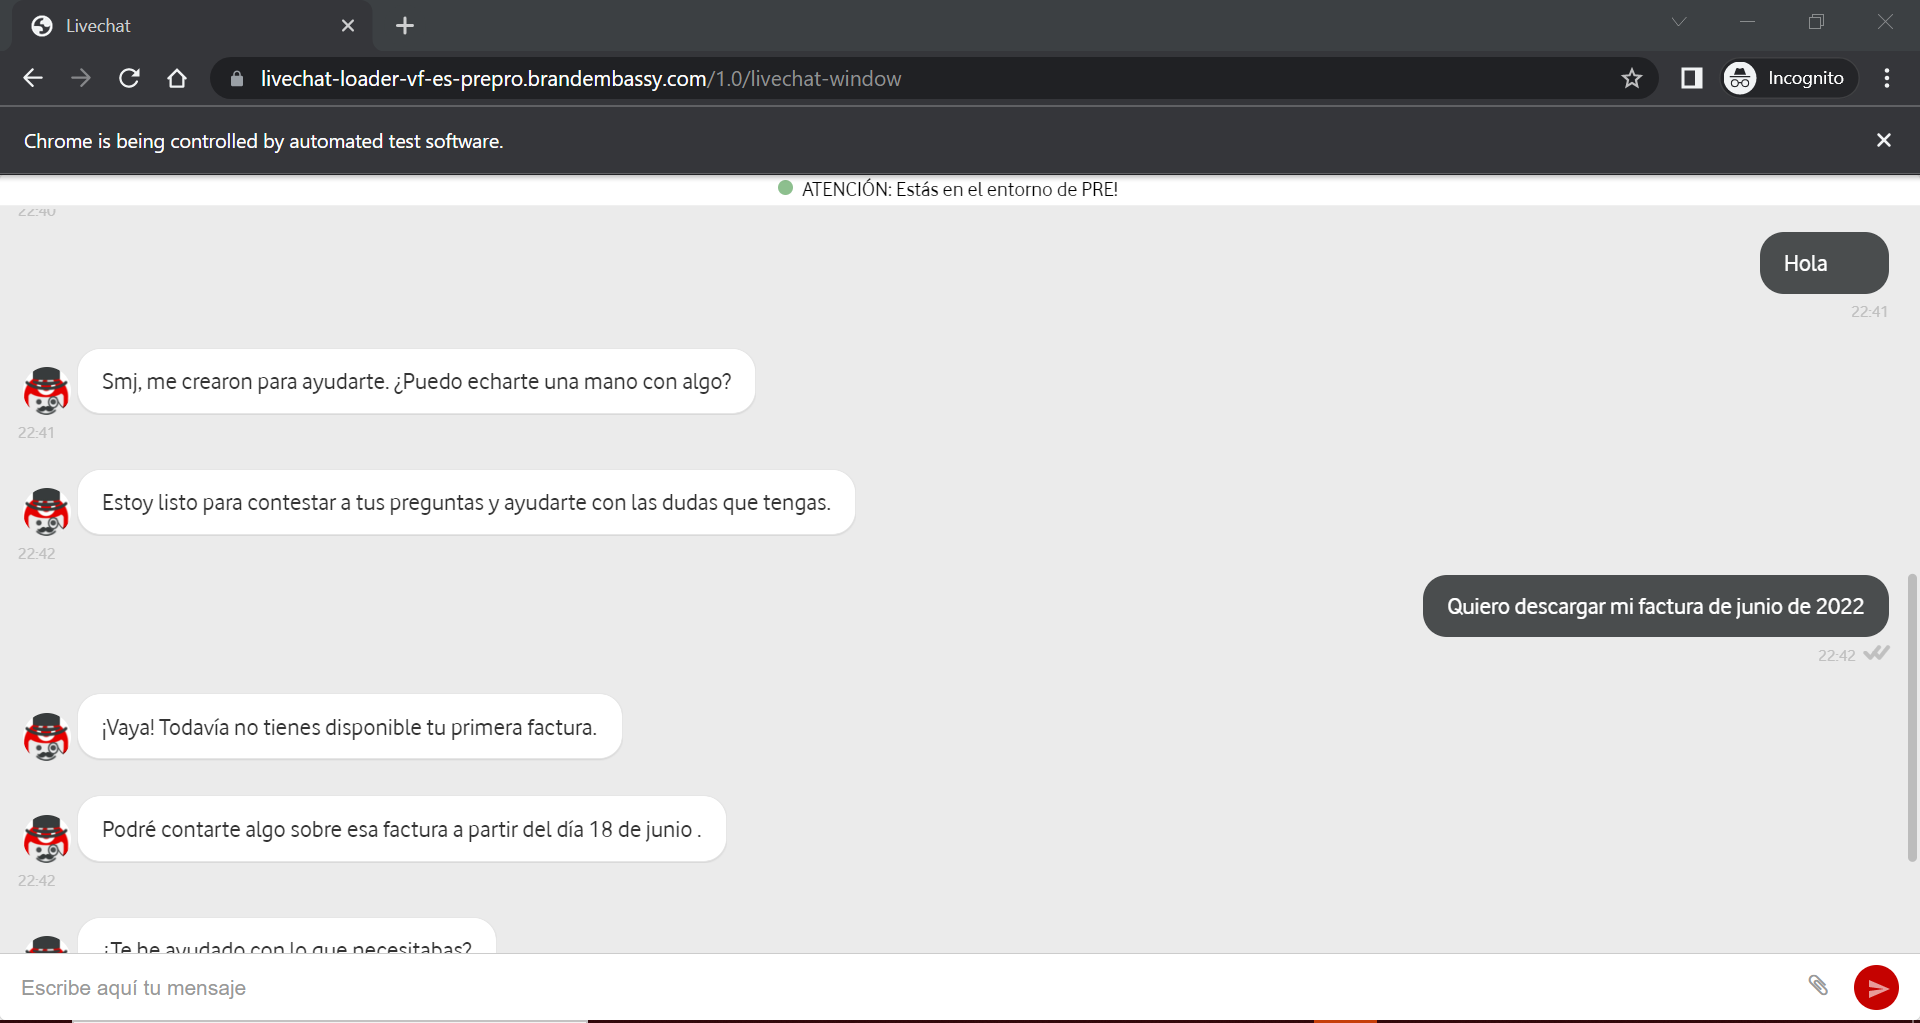 Livechat
livechat-loader-vf-es-prepro.brandembassy.com/1.0/livechat-window
Incognito
Chrome is being controlled by automated test software.
ATENCIÓN: Estás en el entorno de PRE!
22:40
Hola
22:41
Smj, me crearon para ayudarte. ¿Puedo echarte una mano con algo?
22:41
Estoy listo para contestar a tus preguntas y ayudarte con las dudas que tengas.
22:42
Quiero descargar mi factura de junio de 2022
22:42
¡Vaya! Todavía no tienes disponible tu primera factura.
Podré contarte algo sobre esa factura a partir del día 18 de junio .
22:42
¿Te he ayudado con lo que necesitabas?
Escribe aquí tu mensaje